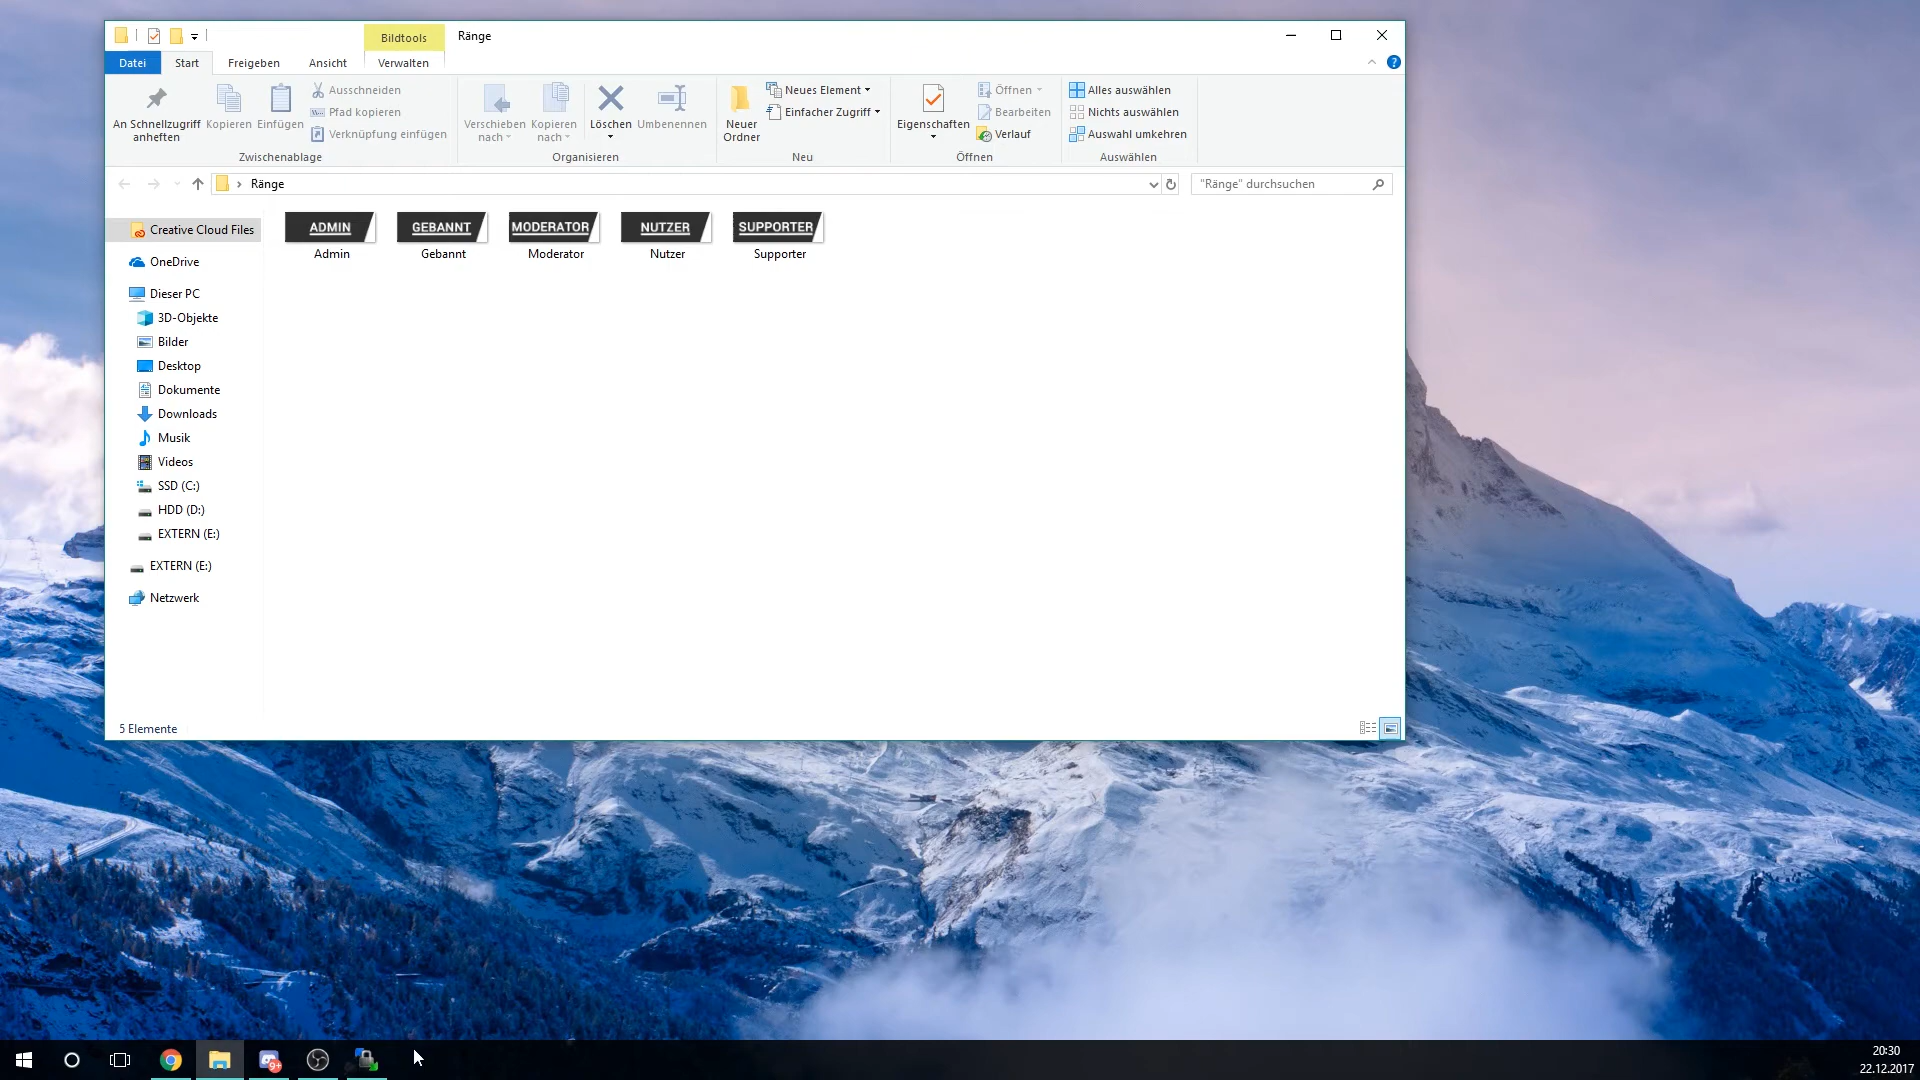 Bildtools
Ränge
Datei
Start
Freigeben
Ansicht
Verwalten
?
An Schnellzugriff
anheften
Kopieren
Einfügen
Ausschneiden
Pfad kopieren
Verknüpfung einfügen
Zwischenablage
Verschieben
nach
Kopieren
nach
Löschen
Umbenennen
Organisieren
Neuer
Ordner
Neues Element
Einfacher Zugriff
Neu
Eigenschaften
Öffnen
Bearbeiten
Verlauf
Öffnen
Alles auswählen
Nichts auswählen
Auswahl umkehren
Auswählen
Ränge
"Ränge" durchsuchen
Creative Cloud Files
OneDrive
Dieser PC
3D-Objekte
Bilder
Desktop
Dokumente
Downloads
Musik
Videos
SSD (C:)
HDD (D:)
EXTERN (E:)
EXTERN (E:)
Netzwerk
ADMIN
Admin
GEBANNT
Gebannt
MODERATOR
Moderator
NUTZER
Nutzer
SUPPORTER
Supporter
5 Elemente
9+
20:30
22.12.2017